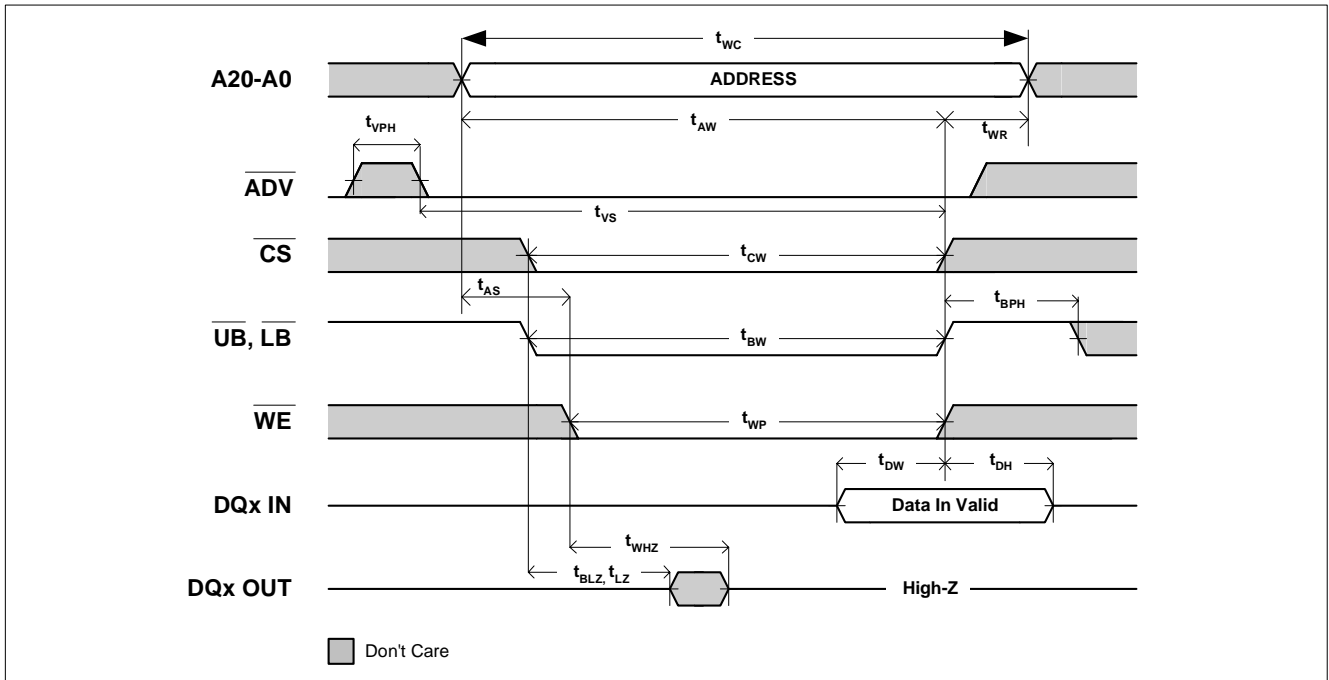 tWC
A20-A0
ADDRESS
tVPH
tAW
tWR
ADV
tVS
CS
tCW
tAS
tBPH
UB, LB
tBW
WE
tWP
tDW
tDH
DQx IN
Data In Valid
tWHZ
tBLZ, tLZ
DQx OUT
High-Z
Don't Care